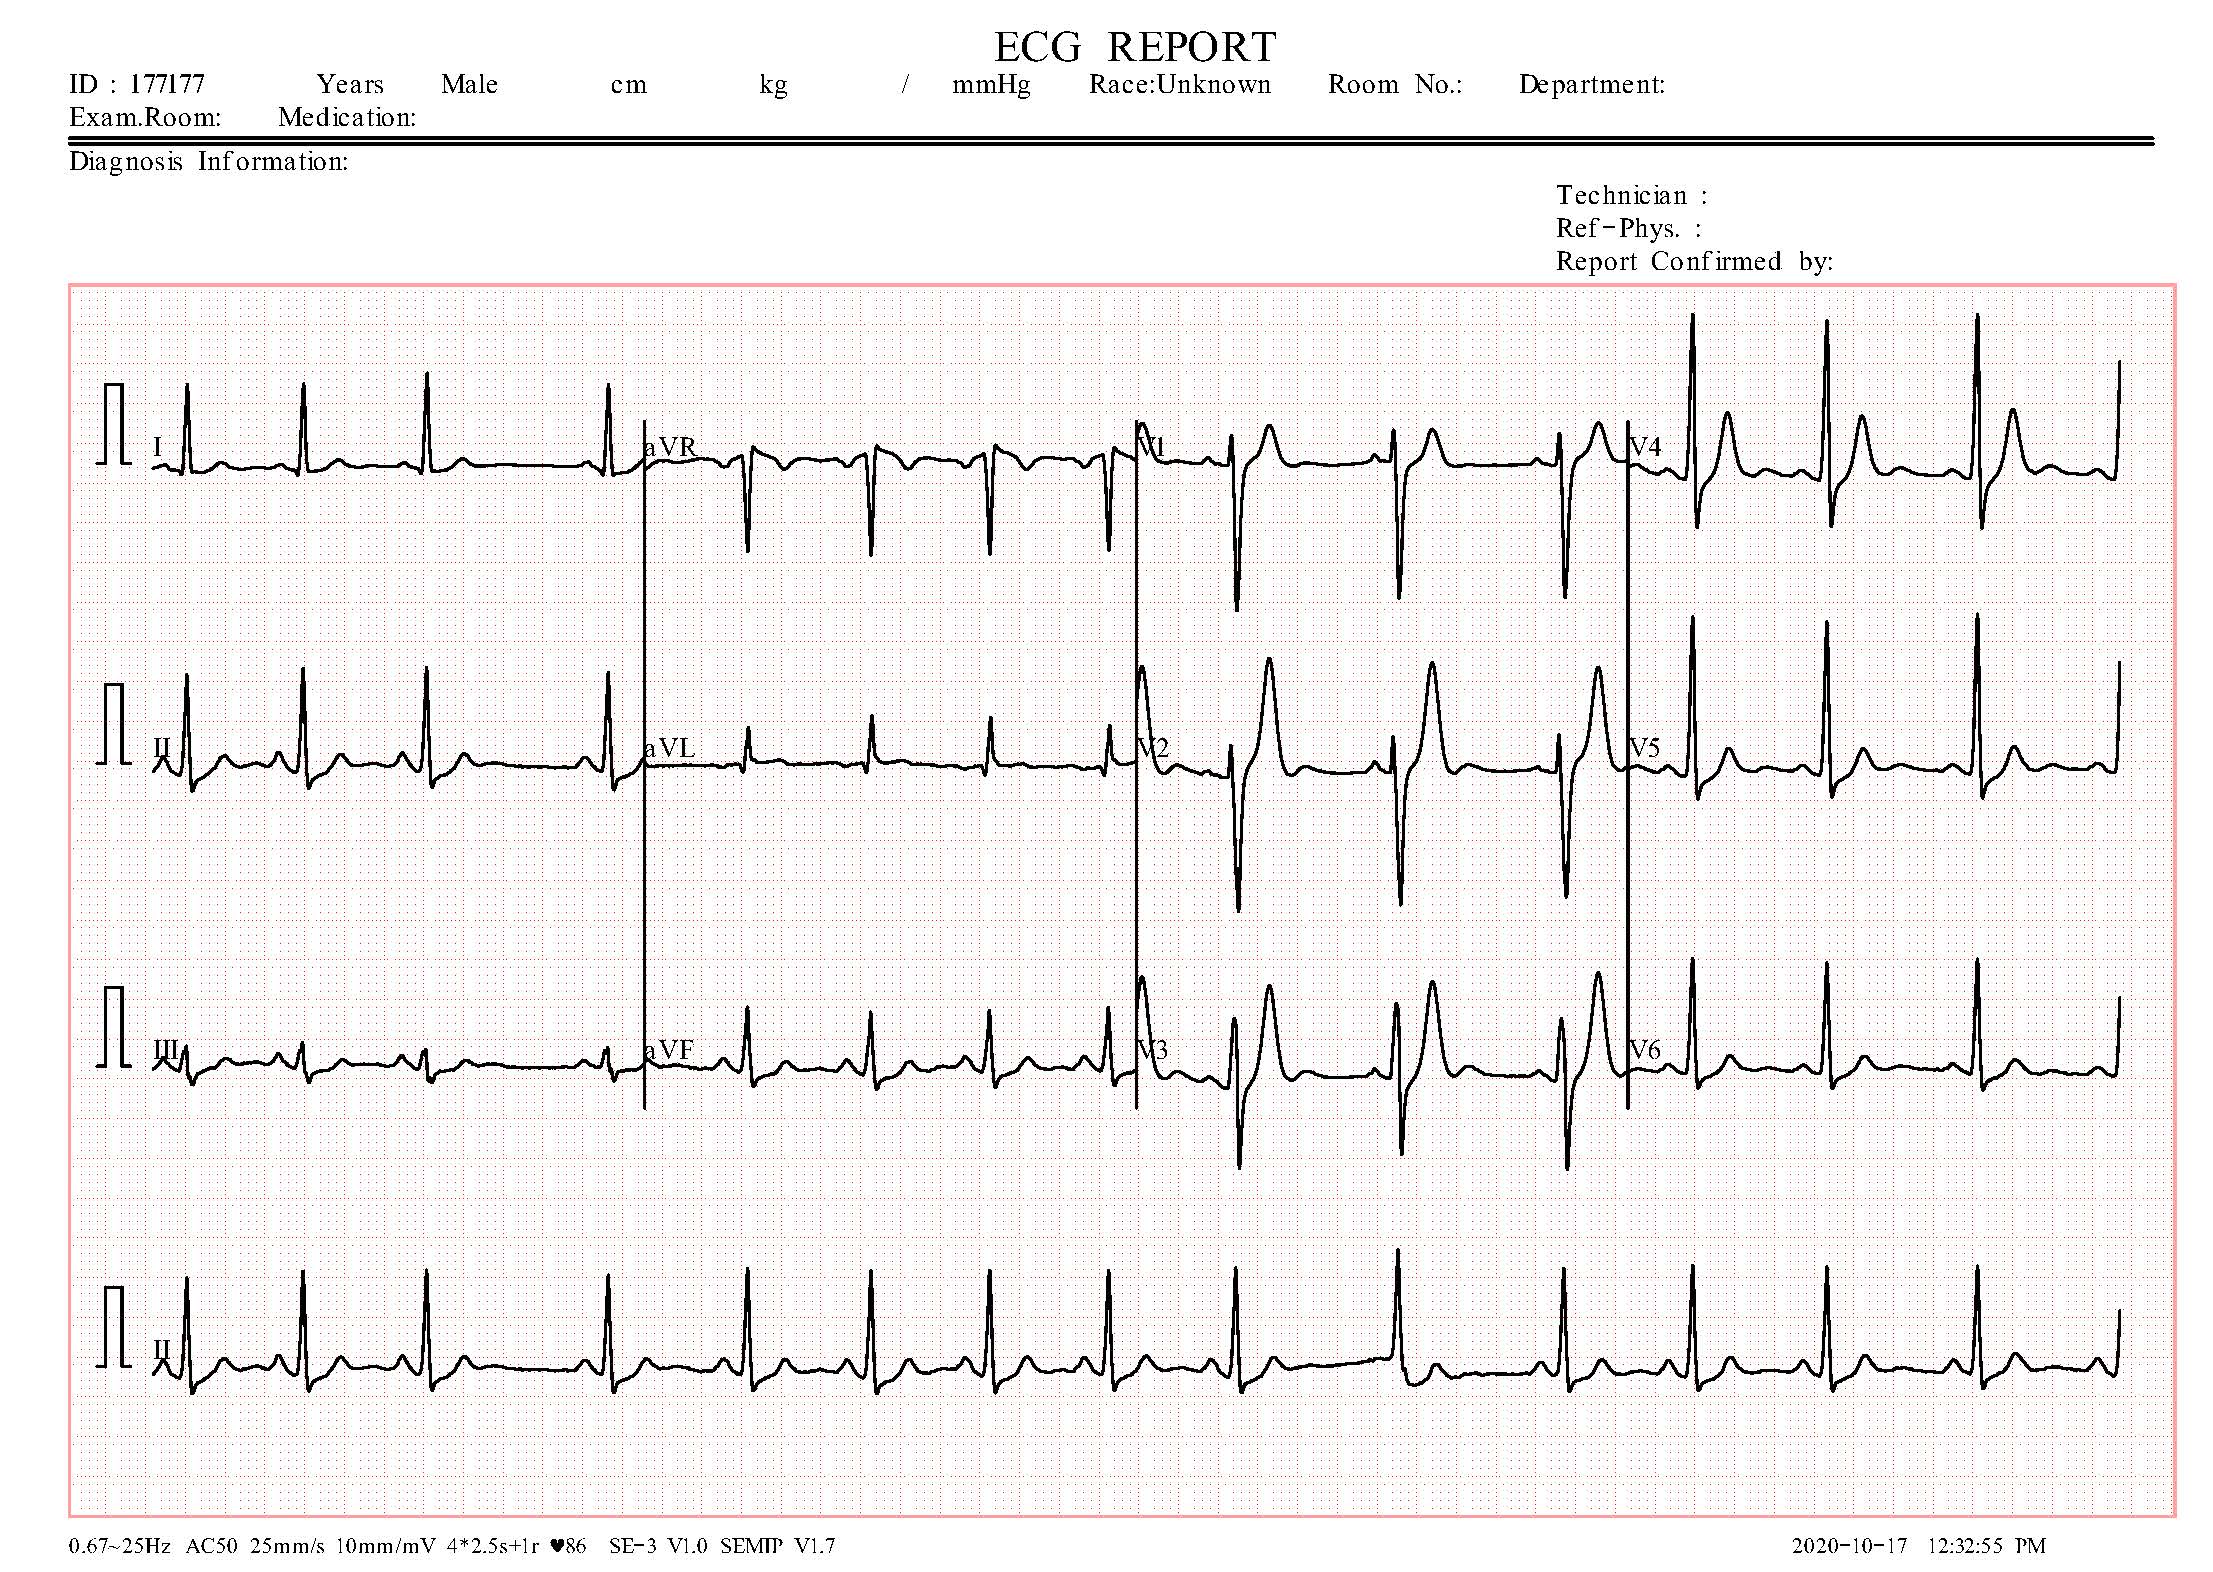 ECG REPORT
ID : 177177 Years Male cm kg / mmHg Race:Unknown Room No.: Department:
Exam.Room: Medication:
Diagnosis Information:
Technician :
Ref-Phys. :
Report Confirmed by:
I aVR V1 V4
II aVL V2 V5
III aVF V3 V6
II
0.67~25Hz AC50 25mm/s 10mm/mV 4*2.5s+1r ♥86 SE-3 V1.0 SEMIP V1.7 2020-10-17 12:32:55 PM